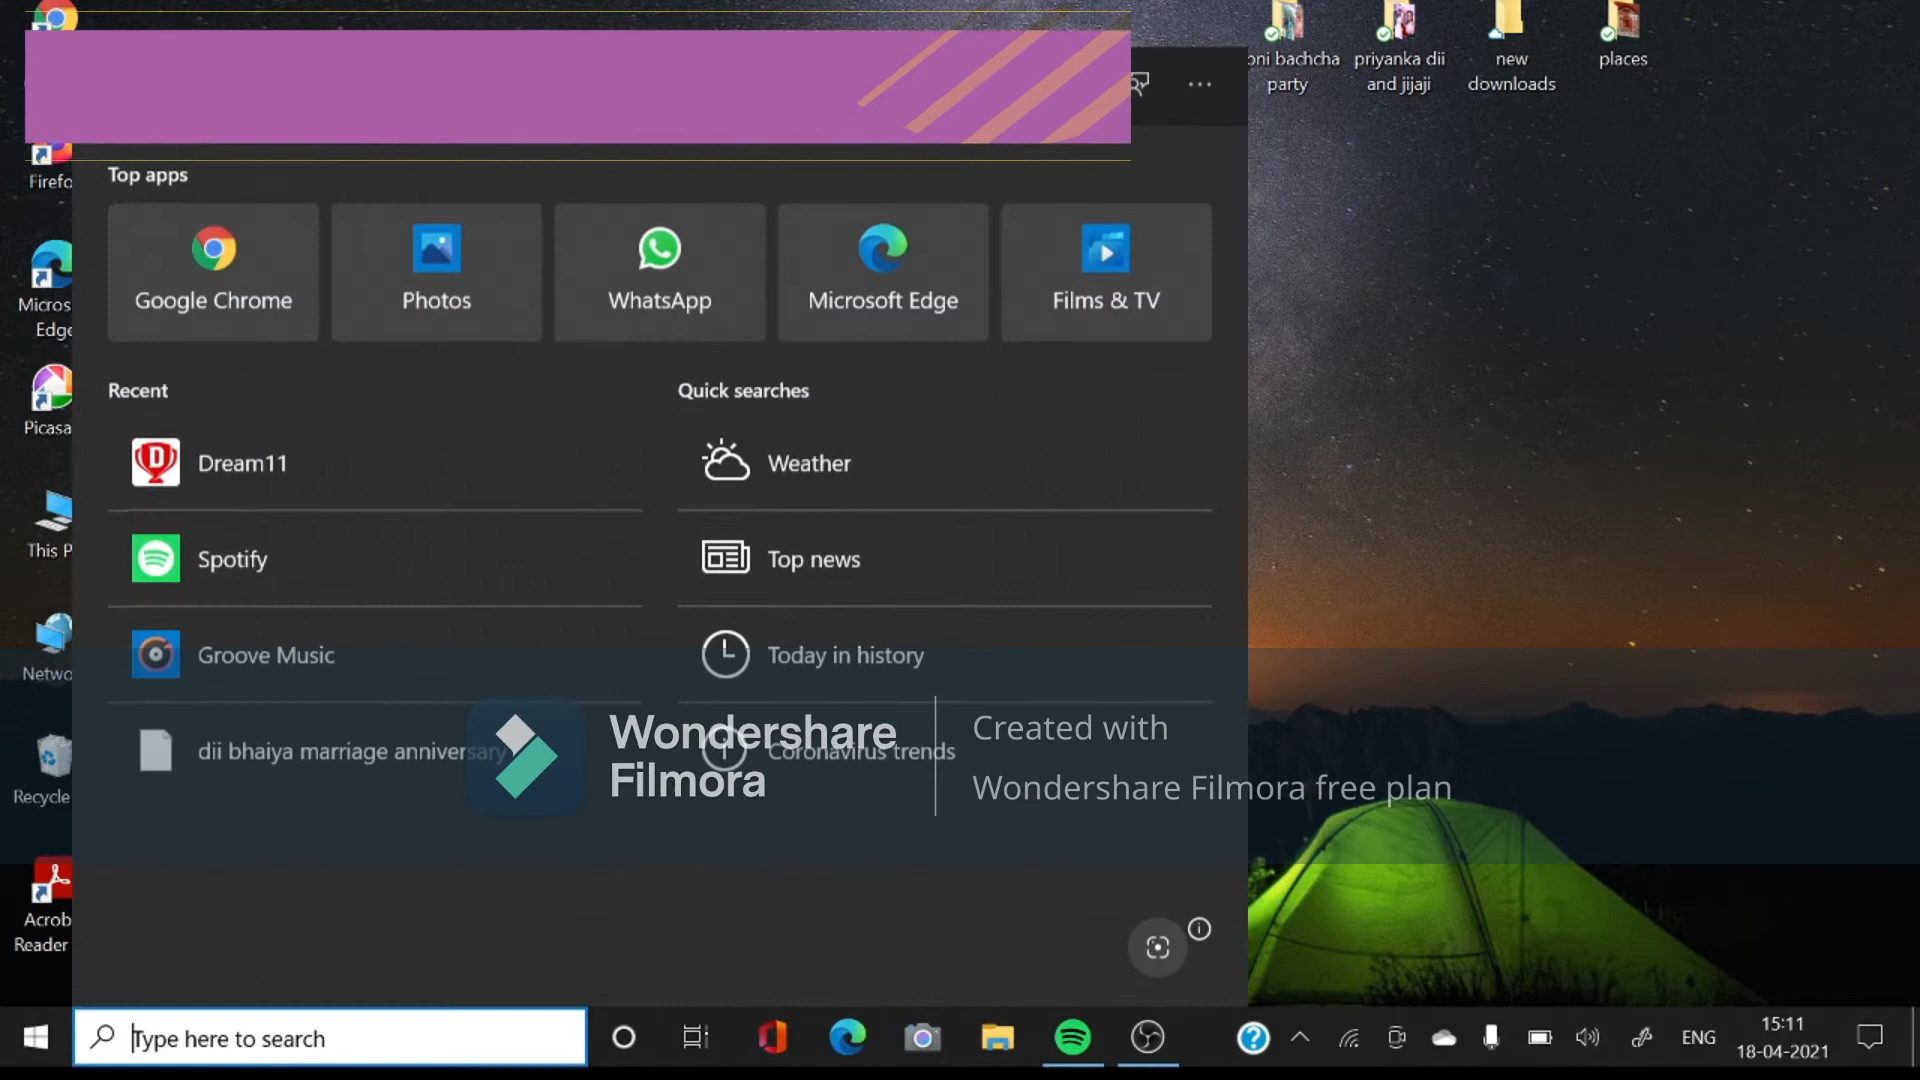 oni bachcha
party
priyanka dii
and jijaji
new
downloads
places
Top apps
Google Chrome
Photos
WhatsApp
Microsoft Edge
Films & TV
Recent
Quick searches
Dream11
Weather
Spotify
Top news
Groove Music
Today in history
dii bhaiya marriage anniversary
Coronavirus trends
Wondershare
Filmora
Created with
Wondershare Filmora free plan
Firefo
Micros
Edge
Picasa
This P
Netwo
Recycle
Acrob
Reader
Type here to search
ENG
15:11
18-04-2021